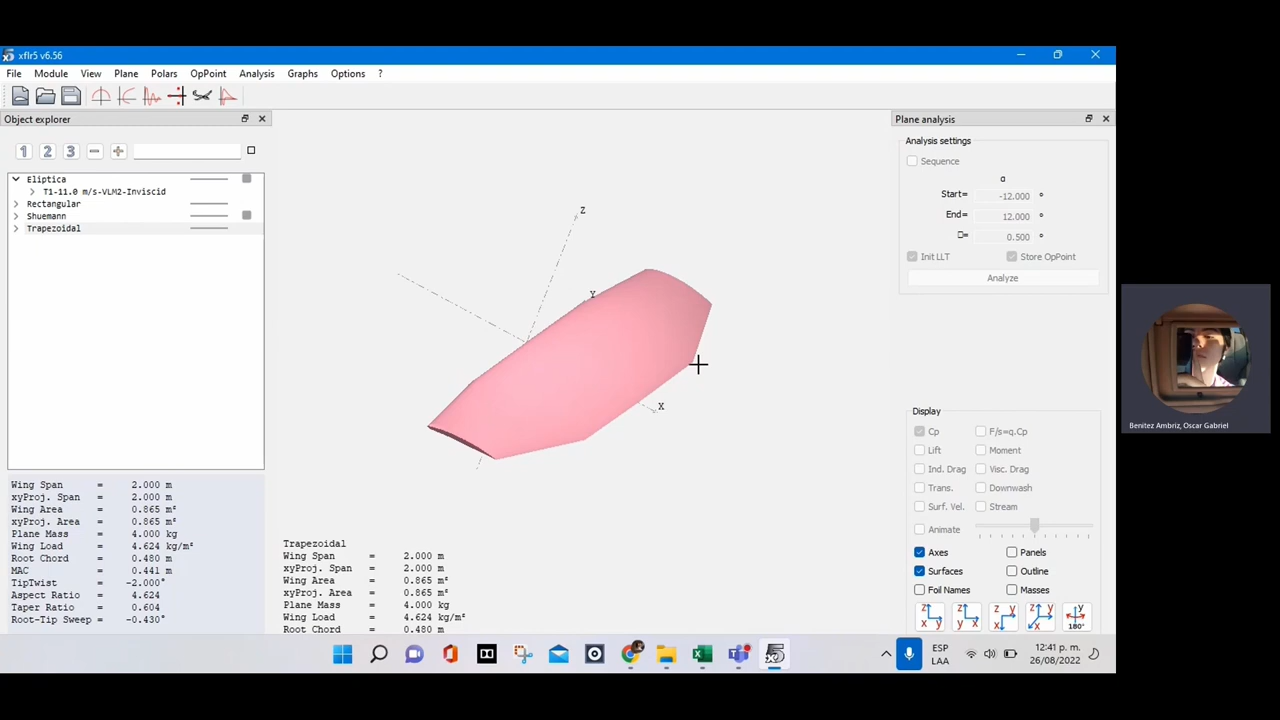 xflr5 v6.56
File Module View Plane Polars OpPoint Analysis Graphs Options ?
Object explorer
1 2 3
Eliptica
T1-11.0 m/s-VLM2-Inviscid
Rectangular
Shuemann
Trapezoidal
Wing Span = 2.000 m
xyProj. Span = 2.000 m
Wing Area = 0.865 m²
xyProj. Area = 0.865 m²
Plane Mass = 4.000 kg
Wing Load = 4.624 kg/m²
Root Chord = 0.480 m
MAC = 0.441 m
TipTwist = -2.000°
Aspect Ratio = 4.624
Taper Ratio = 0.604
Root-Tip Sweep = -0.430°
Z
Y
X
Trapezoidal
Wing Span = 2.000 m
xyProj. Span = 2.000 m
Wing Area = 0.865 m²
xyProj. Area = 0.865 m²
Plane Mass = 4.000 kg
Wing Load = 4.624 kg/m²
Root Chord = 0.480 m
Plane analysis
Analysis settings
Sequence
α
Start= -12.000 °
End= 12.000 °
□= 0.500 °
Init LLT Store OpPoint
Analyze
Display
Cp F/s=q.Cp
Lift Moment
Ind. Drag Visc. Drag
Trans. Downwash
Surf. Vel. Stream
Animate
Axes Panels
Surfaces Outline
Foil Names Masses
z x y
z y x
z y x
z y x
y 180°
ESP
LAA
12:41 p. m.
26/08/2022
Benitez Ambriz, Oscar Gabriel